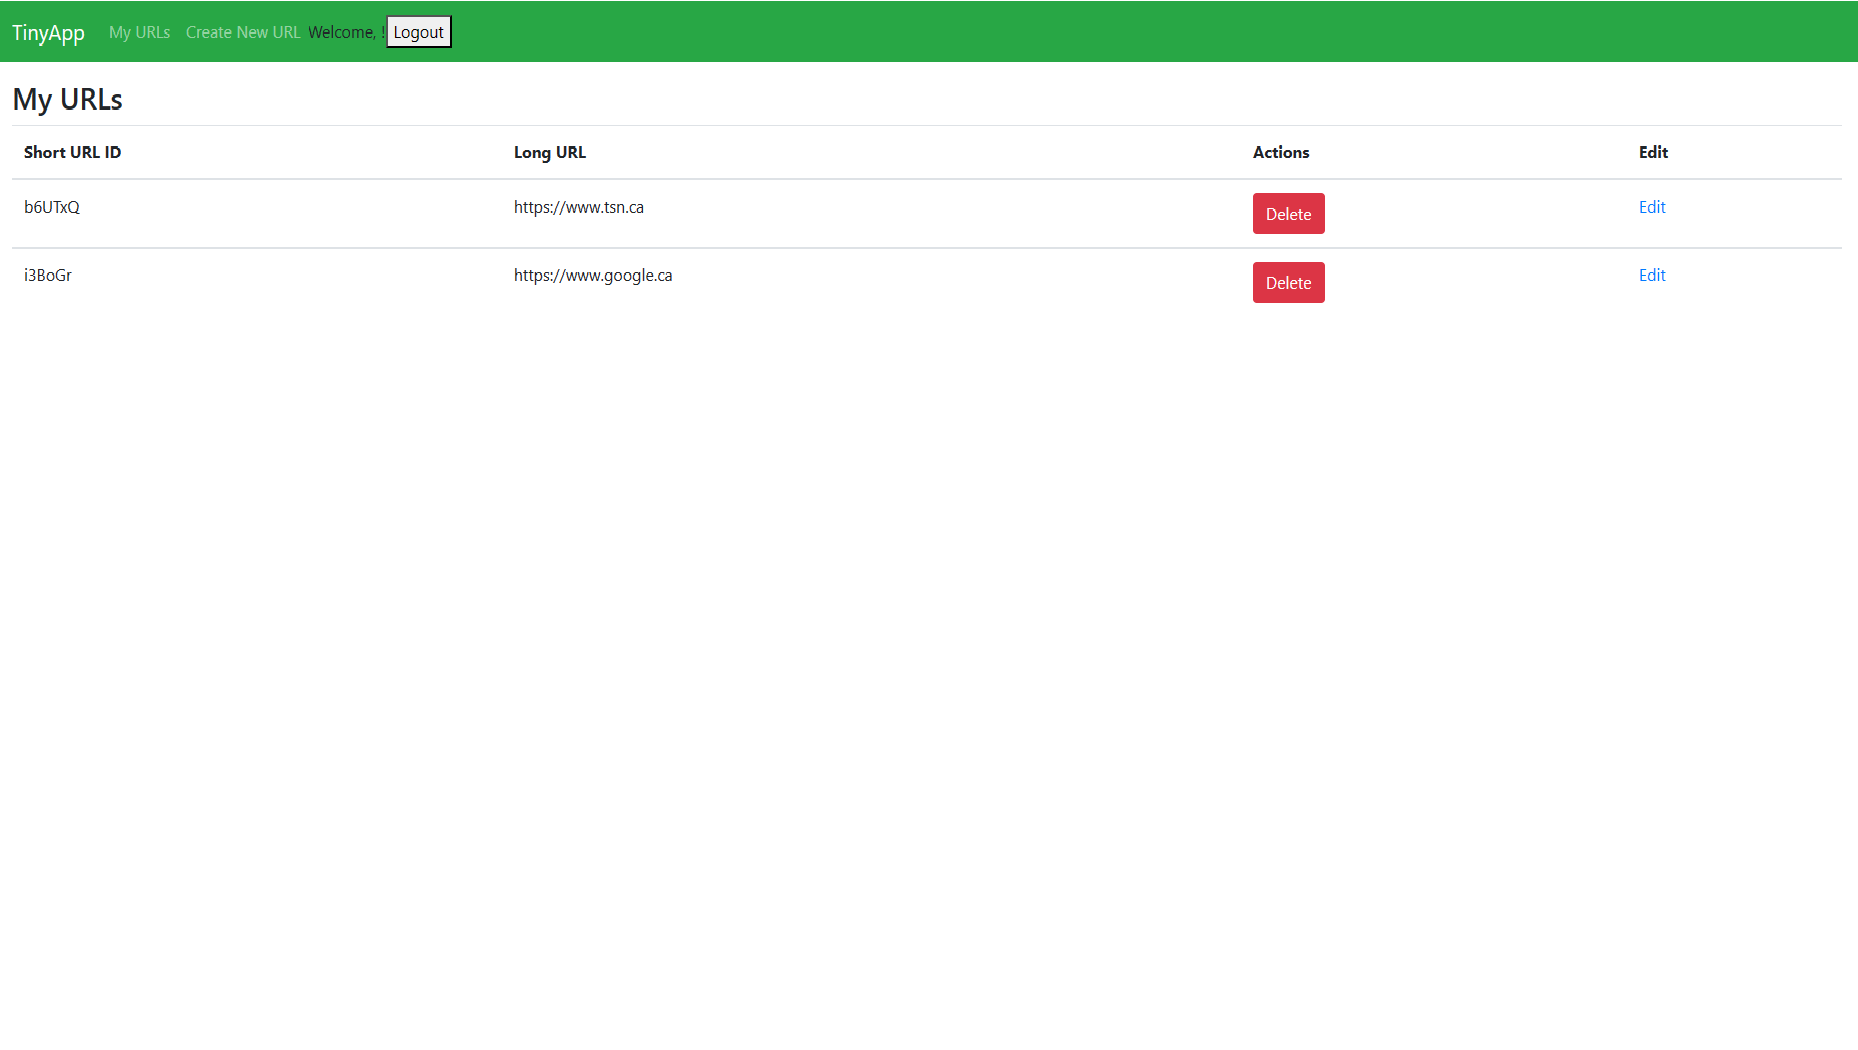 TinyApp My URLs Create New URL Welcome, ! Logout
My URLs
Short URL ID Long URL Actions Edit
b6UTxQ https://www.tsn.ca Delete Edit
i3BoGr https://www.google.ca Delete Edit